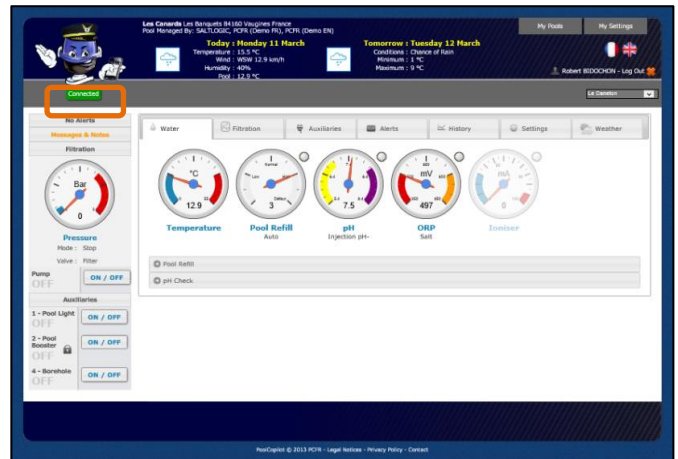 Les Canards Les Banquets 84160 Vaugines France
Pool Managed By: SALTLOGIC, PCFR (Demo FR), PCFR (Demo EN)
My Pools
My Settings
Today : Monday 11 March
Temperature : 15.5 °C
Wind : WSW 12.9 km/h
Humidity : 40%
Pool : 12.9 °C
Tomorrow : Tuesday 12 March
Conditions : Chance of Rain
Minimum : 1 °C
Maximum : 9 °C
Robert BIDOCHON - Log Out
Connected
No Alerts
Messages & Notes
Filtration
Bar
0
Pressure
Mode : Stop
Valve : Filter
Pump
OFF
ON / OFF
Auxiliaries
1 - Pool Light
OFF
ON / OFF
2 - Pool Booster
OFF
ON / OFF
4 - Borehole
OFF
ON / OFF
Water
Filtration
Auxiliaries
Alerts
History
Settings
Weather
°C
12.9
Temperature
3
Pool Refill
Auto
7.5
pH
Injection pH-
mV
497
ORP
Salt
mA
0
Ioniser
Pool Refill
pH Check
PoolCopilot © 2013 PCFR - Legal Notices - Privacy Policy - Contact